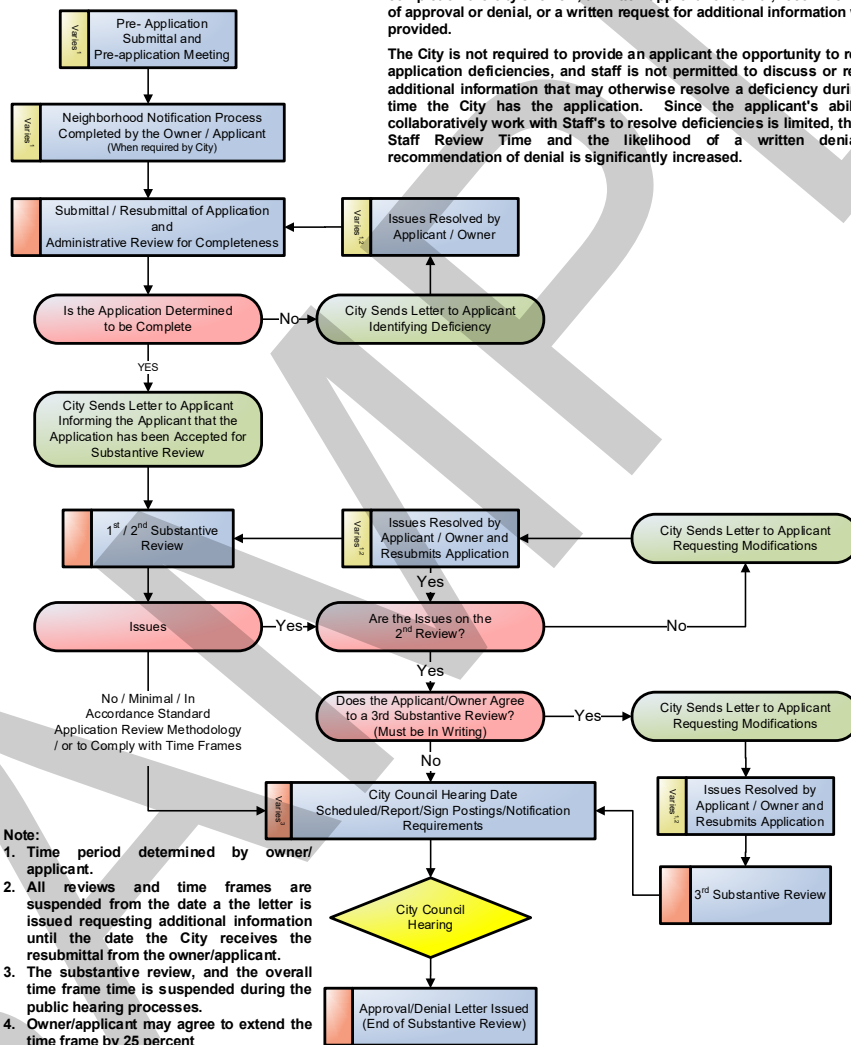 of approval or denial, or a written request for additional information
provided.
The City is not required to provide an applicant the opportunity to
application deficiencies, and staff is not permitted to discuss or
additional information that may otherwise resolve a deficiency
time the City has the application. Since the applicant's
collaboratively work with Staff's to resolve deficiencies is limited,
Staff Review Time and the likelihood of a written
recommendation of denial is significantly increased.
Varies1
Pre- Application
Submittal and
Pre-application Meeting
Varies1
Neighborhood Notification Process
Completed by the Owner / Applicant
(When required by City)
Submittal / Resubmittal of Application
and
Administrative Review for Completeness
Varies1,2
Issues Resolved by
Applicant / Owner
Is the Application Determined
to be Complete
No
City Sends Letter to Applicant
Identifying Deficiency
YES
City Sends Letter to Applicant
Informing the Applicant that the
Application has been Accepted for
Substantive Review
1st / 2nd Substantive
Review
Varies1,2
Issues Resolved by
Applicant / Owner and
Resubmits Application
City Sends Letter to Applicant
Requesting Modifications
Yes
Issues
Yes
Are the Issues on the
2nd Review?
No
Yes
No / Minimal / In
Accordance Standard
Application Review Methodology
/ or to Comply with Time Frames
Does the Applicant/Owner Agree
to a 3rd Substantive Review?
(Must be In Writing)
Yes
City Sends Letter to Applicant
Requesting Modifications
No
Varies3
City Council Hearing Date
Scheduled/Report/Sign Postings/Notification
Requirements
Varies1,2
Issues Resolved by
Applicant / Owner and
Resubmits Application
3rd Substantive Review
City Council
Hearing
Approval/Denial Letter Issued
(End of Substantive Review)
Note:
1. Time period determined by owner/
applicant.
2. All reviews and time frames are
suspended from the date a the letter is
issued requesting additional information
until the date the City receives the
resubmittal from the owner/applicant.
3. The substantive review, and the overall
time frame time is suspended during the
public hearing processes.
4. Owner/applicant may agree to extend the
time frame by 25 percent